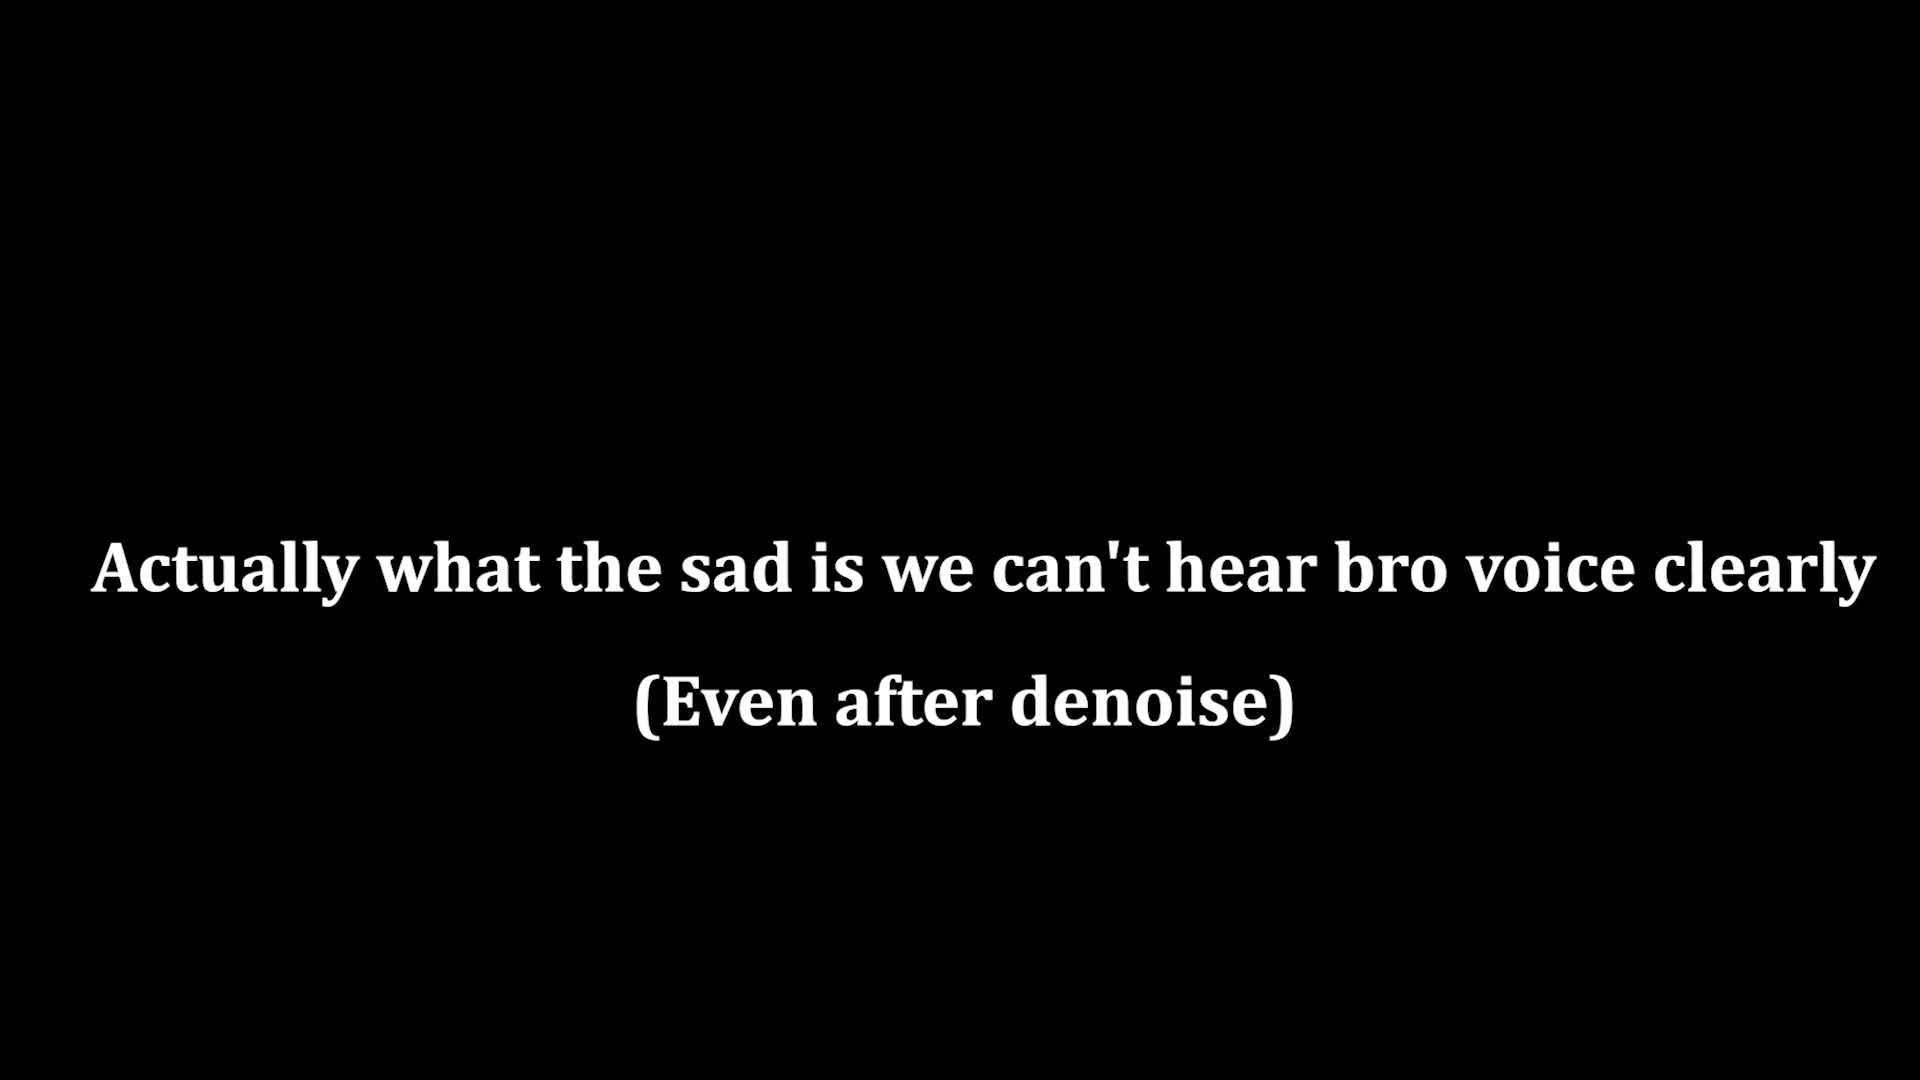 Actually what the sad is we can't hear bro voice clearly
(Even after denoise)